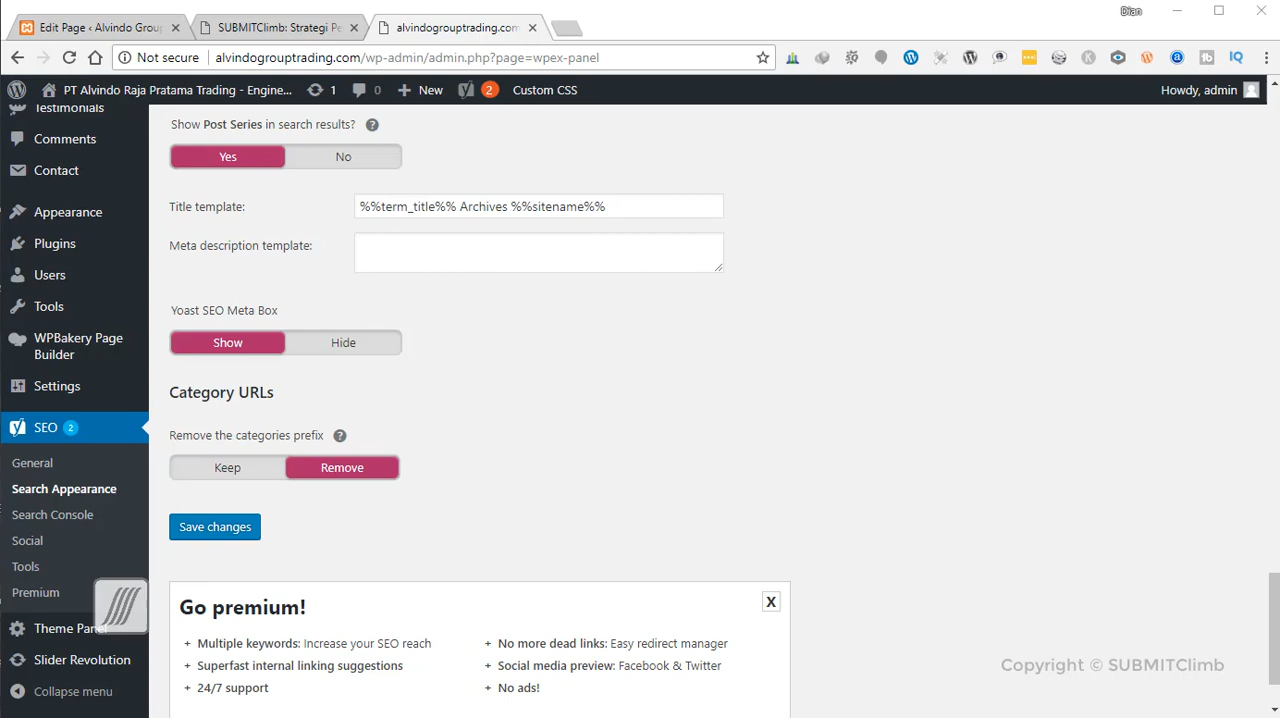 Dian
Edit Page ‹ Alvindo Grou
SUBMITClimb: Strategi Pe
alvindogrouptrading.com
Not secure
alvindogrouptrading.com/wp-admin/admin.php?page=wpex-panel
PT Alvindo Raja Pratama Trading - Engine...
1
0
New
2
Custom CSS
Howdy, admin
Testimonials
Comments
Contact
Appearance
Plugins
Users
Tools
WPBakery Page
Builder
Settings
SEO 2
General
Search Appearance
Search Console
Social
Tools
Premium
Theme Panel
Slider Revolution
Collapse menu
Show Post Series in search results? ?
Yes No
Title template: %%term_title%% Archives %%sitename%%
Meta description template:
Yoast SEO Meta Box
Show Hide
Category URLs
Remove the categories prefix ?
Keep Remove
Save changes
Go premium! X
+ Multiple keywords: Increase your SEO reach
+ Superfast internal linking suggestions
+ 24/7 support
+ No more dead links: Easy redirect manager
+ Social media preview: Facebook & Twitter
+ No ads!
Copyright © SUBMITClimb